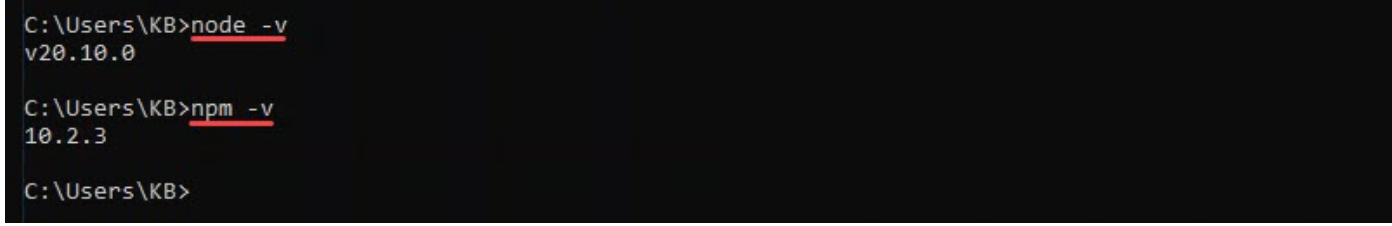 C:\Users\KB>node -v
v20.10.0
C:\Users\KB>npm -v
10.2.3
C:\Users\KB>